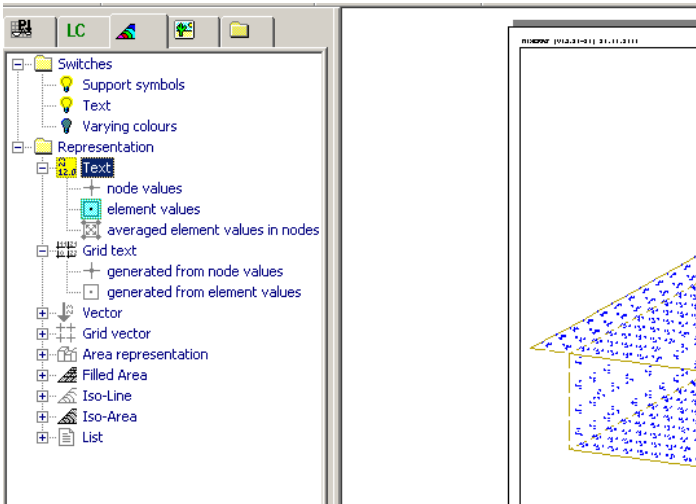 LC
Switches
Support symbols
Text
Varying colours
Representation
12.0 Text
node values
element values
averaged element values in nodes
Grid text
generated from node values
generated from element values
Vector
Grid vector
Area representation
Filled Area
Iso-Line
Iso-Area
List